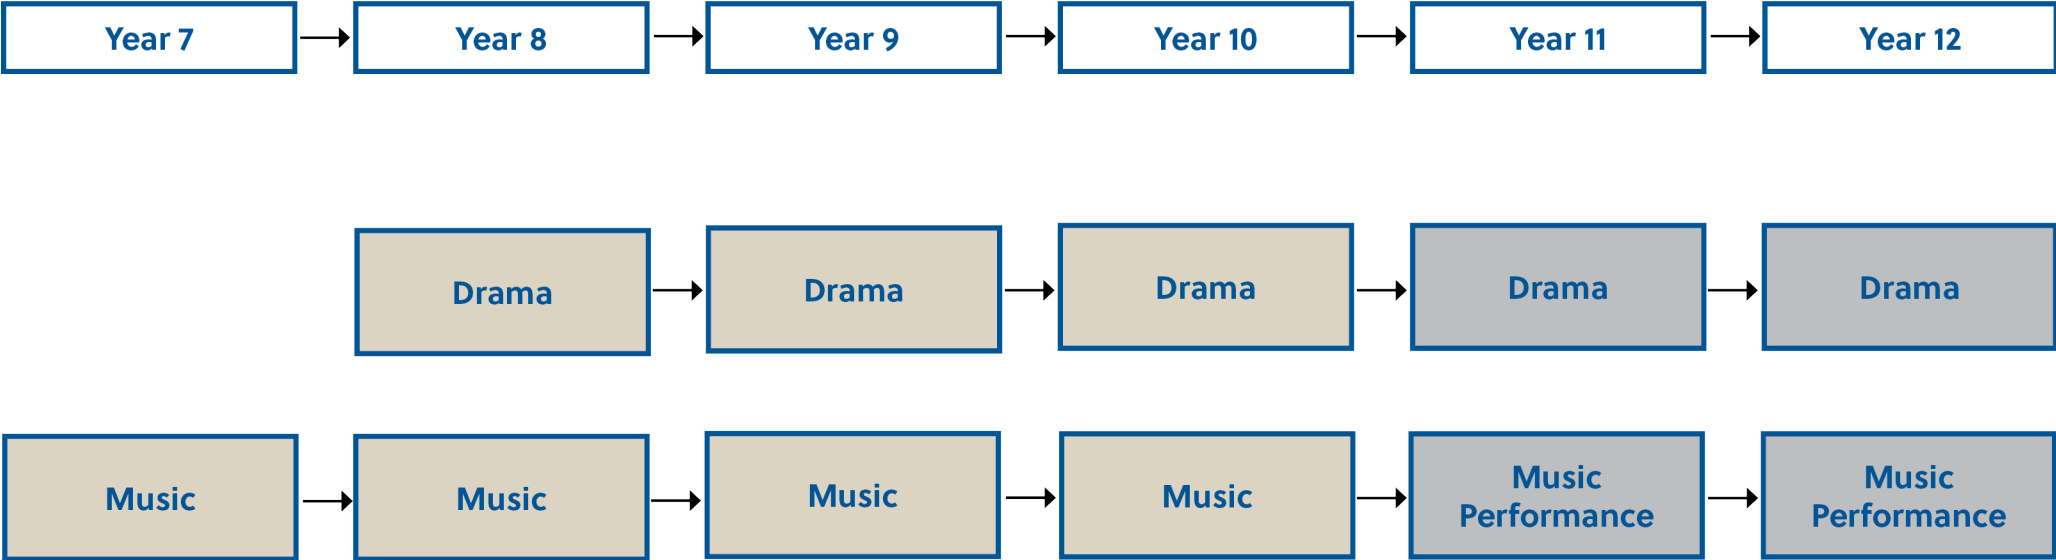 Year 7
Year 8
Year 9
Year 10
Year 11
Year 12
Drama
Drama
Drama
Drama
Drama
Music
Music
Music
Music
Music
Performance
Music
Performance